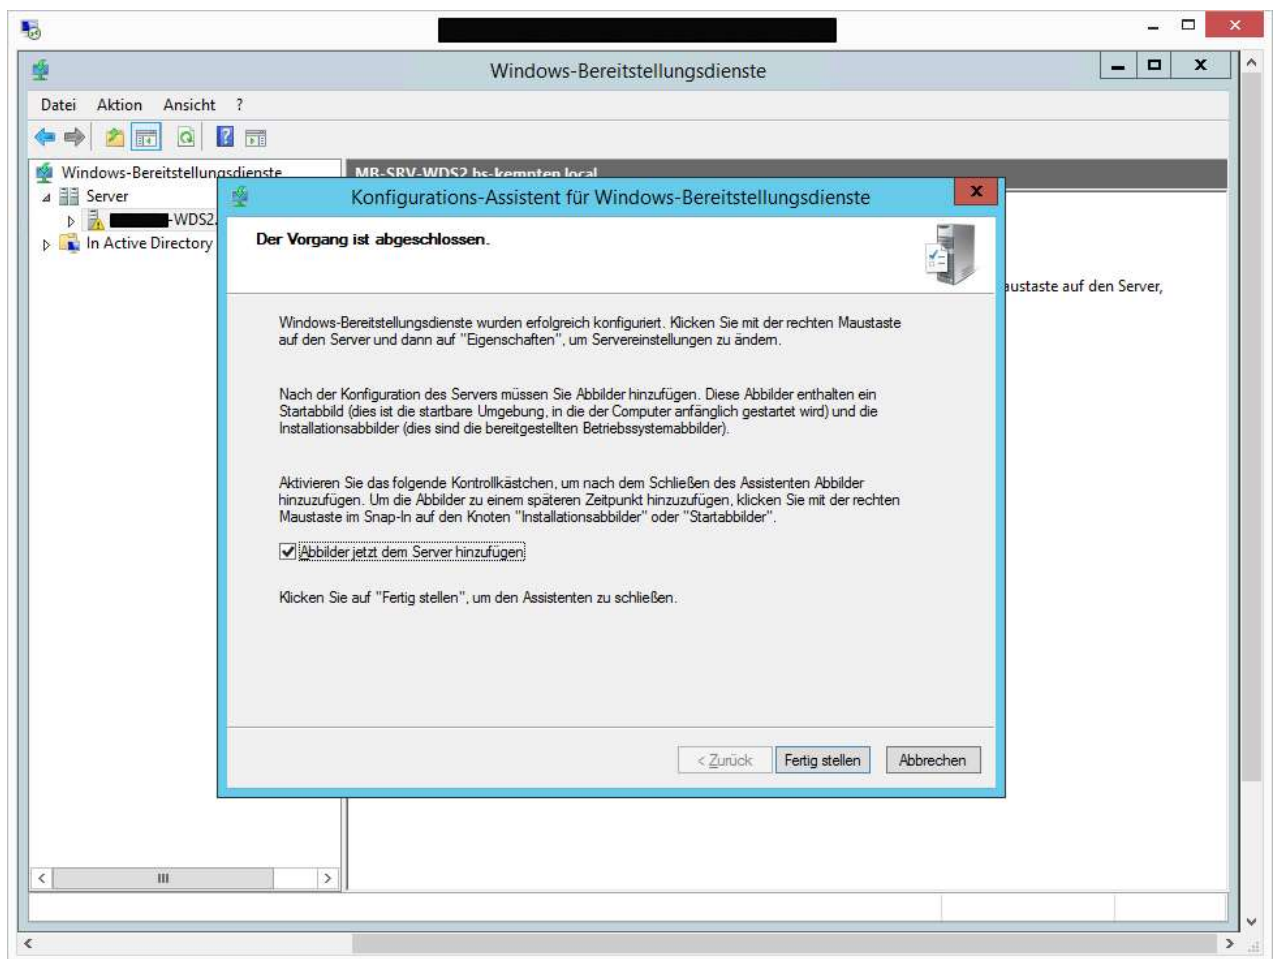 Windows-Bereitstellungsdienste
Datei Aktion Ansicht ?
Windows-Bereitstellungsdienste
Server
-WDS2.
In Active Directory
MR-SRV-WDS2.hs-kempten.local
austaste auf den Server,
Konfigurations-Assistent für Windows-Bereitstellungsdienste
Der Vorgang ist abgeschlossen.
Windows-Bereitstellungsdienste wurden erfolgreich konfiguriert. Klicken Sie mit der rechten Maustaste
auf den Server und dann auf "Eigenschaften", um Servereinstellungen zu ändern.
Nach der Konfiguration des Servers müssen Sie Abbilder hinzufügen. Diese Abbilder enthalten ein
Startabbild (dies ist die startbare Umgebung, in die der Computer anfänglich gestartet wird) und die
Installationsabbilder (dies sind die bereitgestellten Betriebssystemabbilder).
Aktivieren Sie das folgende Kontrollkästchen, um nach dem Schließen des Assistenten Abbilder
hinzuzufügen. Um die Abbilder zu einem späteren Zeitpunkt hinzuzufügen, klicken Sie mit der rechten
Maustaste im Snap-In auf den Knoten "Installationsabbilder" oder "Startabbilder".
Abbilder jetzt dem Server hinzufügen
Klicken Sie auf "Fertig stellen", um den Assistenten zu schließen.
< Zurück Fertig stellen Abbrechen